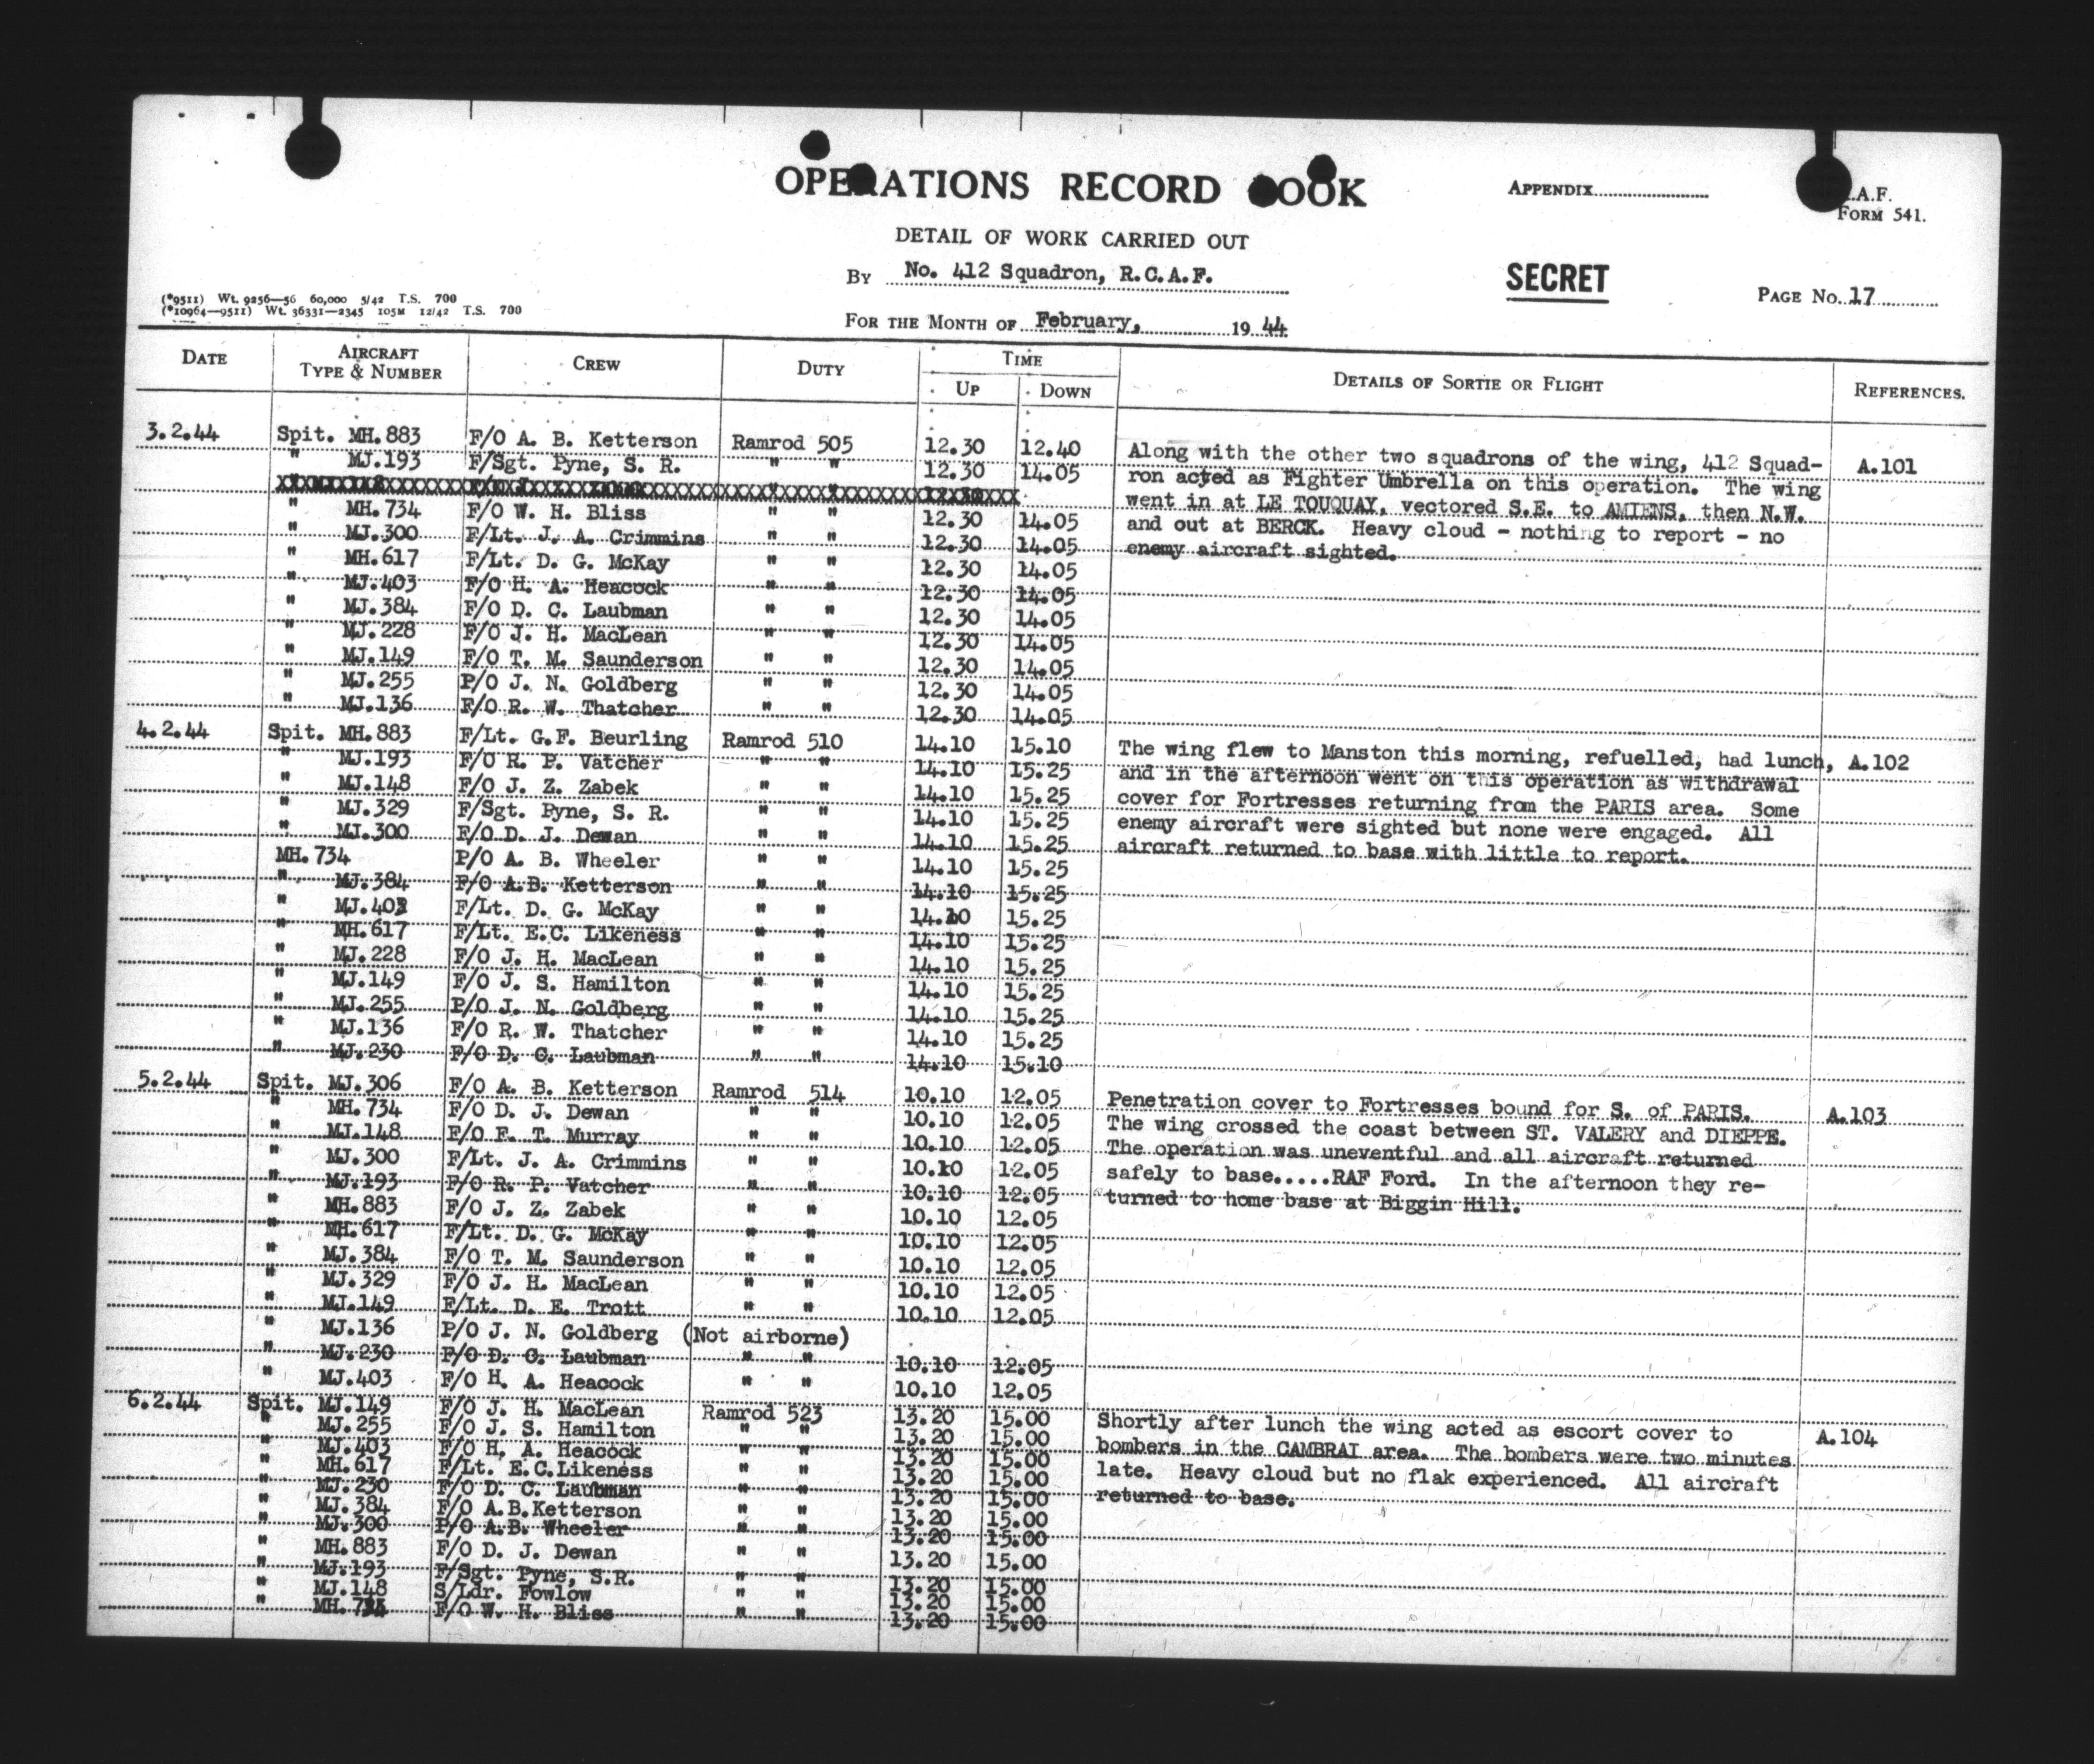 OPERATIONS RECORD BOOK
APPENDIX
R.A.F.
FORM 541.
DETAIL OF WORK CARRIED OUT
By No. 412 Squadron, R.C.A.F.
SECRET
PAGE No. 17
(*9511) Wt. 9256—56 60,000 5/42 T.S. 700
(*10964—9511) Wt. 36331—2345 105M 12/42 T.S. 700
FOR THE MONTH OF February, 1944
DATE AIRCRAFT TYPE & NUMBER CREW DUTY TIME UP DOWN DETAILS OF SORTIE OR FLIGHT REFERENCES.
3.2.44 Spit. MH.883 F/O A. B. Ketterson Ramrod 505 12.30 12.40 Along with the other two squadrons of the wing, 412 Squad- A.101
" MJ.193 F/Sgt. Pyne, S. R. " " 12.30 14.05 ron acted as Fighter Umbrella on this operation. The wing
" MH.734 F/O W. H. Bliss " " 12.30 14.05 went in at LE TOUQUAY, vectored S.E. to AMIENS, then N.W.
" MJ.300 F/Lt. J. A. Crimmins " " 12.30 14.05 and out at BERCK. Heavy cloud - nothing to report - no
" MH.617 F/Lt. D. G. McKay " " 12.30 14.05 enemy aircraft sighted.
" MJ.403 F/O H. A. Heacock " " 12.30 14.05
" MJ.384 F/O D. C. Laubman " " 12.30 14.05
" MJ.228 F/O J. H. MacLean " " 12.30 14.05
" MJ.149 F/O T. M. Saunderson " " 12.30 14.05
" MJ.255 P/O J. N. Goldberg " " 12.30 14.05
" MJ.136 F/O R. W. Thatcher " " 12.30 14.05
4.2.44 Spit. MH.883 F/Lt. G.F. Beurling Ramrod 510 14.10 15.10 The wing flew to Manston this morning, refuelled, had lunch, A.102
" MJ.193 F/O R. P. Vatcher " " 14.10 15.25 and in the afternoon went on this operation as withdrawal
" MJ.148 F/O J. Z. Zabek " " 14.10 15.25 cover for Fortresses returning from the PARIS area. Some
" MJ.329 F/Sgt. Pyne, S. R. " " 14.10 15.25 enemy aircraft were sighted but none were engaged. All
" MJ.300 F/O D. J. Dewan " " 14.10 15.25 aircraft returned to base with little to report.
MH.734 P/O A. B. Wheeler " " 14.10 15.25
" MJ.384 F/O A.B. Ketterson " " 14.10 15.25
" MJ.403 F/Lt. D. G. McKay " " 14.10 15.25
" MH.617 F/Lt. E.C. Likeness " " 14.10 15.25
" MJ.228 F/O J. H. MacLean " " 14.10 15.25
" MJ.149 F/O J. S. Hamilton " " 14.10 15.25
" MJ.255 P/O J. N. Goldberg " " 14.10 15.25
" MJ.136 F/O R. W. Thatcher " " 14.10 15.25
" MJ.230 F/O D. C. Laubman " " 14.10 15.10
5.2.44 Spit. MJ.306 F/O A. B. Ketterson Ramrod 514 10.10 12.05 Penetration cover to Fortresses bound for S. of PARIS. A.103
" MH.734 F/O D. J. Dewan " " 10.10 12.05 The wing crossed the coast between ST. VALERY and DIEPPE.
" MJ.148 F/O F. T. Murray " " 10.10 12.05 The operation was uneventful and all aircraft returned
" MJ.300 F/Lt. J. A. Crimmins " " 10.10 12.05 safely to base.....RAF Ford. In the afternoon they re-
" MJ.193 F/O R. P. Vatcher " " 10.10 12.05 turned to home base at Biggin Hill.
" MH.883 F/O J. Z. Zabek " " 10.10 12.05
" MH.617 F/Lt. D. G. McKay " " 10.10 12.05
" MJ.384 F/O T. M. Saunderson " " 10.10 12.05
" MJ.329 F/O J. H. MacLean " " 10.10 12.05
" MJ.149 F/Lt. D. E. Trott " " 10.10 12.05
" MJ.136 P/O J. N. Goldberg (Not airborne)
" MJ.230 F/O D. C. Laubman " " 10.10 12.05
" MJ.403 F/O H. A. Heacock " " 10.10 12.05
6.2.44 Spit. MJ.149 F/O J. H. MacLean Ramrod 523 13.20 15.00 Shortly after lunch the wing acted as escort cover to A.104
" MJ.255 F/O J. S. Hamilton " " 13.20 15.00 bombers in the CAMBRAI area. The bombers were two minutes
" MJ.403 F/O H. A. Heacock " " 13.20 15.00 late. Heavy cloud but no flak experienced. All aircraft
" MH.617 F/Lt. E.C.Likeness " " 13.20 15.00 returned to base.
" MJ.230 F/O D. C. Laubman " " 13.20 15.00
" MJ.384 F/O A.B.Ketterson " " 13.20 15.00
" MJ.300 P/O A.B. Wheeler " " 13.20 15.00
" MH.883 F/O D. J. Dewan " " 13.20 15.00
" MJ.193 F/Sgt. Pyne, S.R. " " 13.20 15.00
" MJ.148 S/Ldr. Fowlow " " 13.20 15.00
" MH.734 F/O W. H. Bliss " " 13.20 15.00